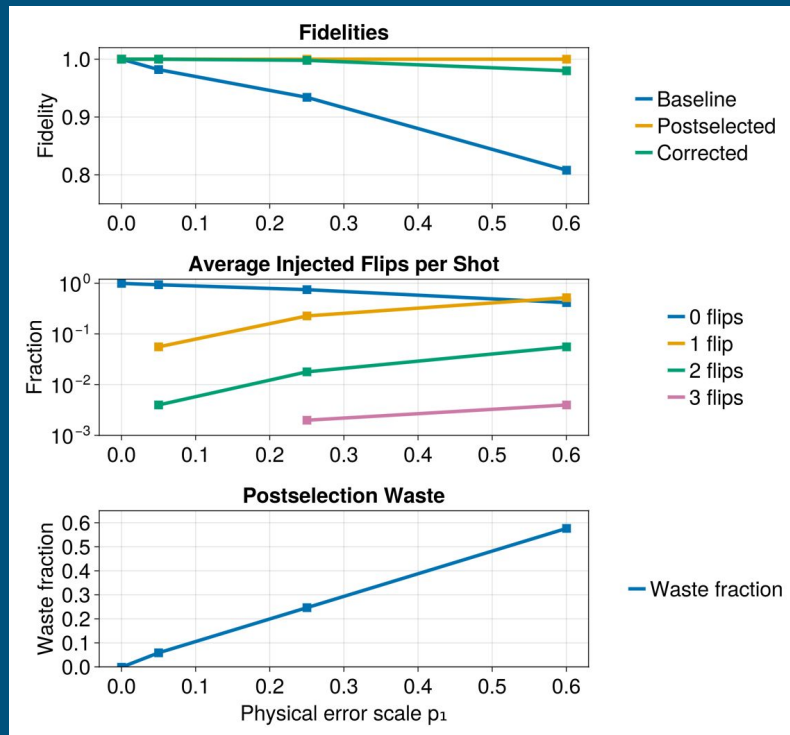 Fidelities
Fidelity
1.0
0.9
0.8
0.0 0.1 0.2 0.3 0.4 0.5 0.6
Baseline
Postselected
Corrected
Average Injected Flips per Shot
Fraction
10⁰
10⁻¹
10⁻²
10⁻³
0.0 0.1 0.2 0.3 0.4 0.5 0.6
0 flips
1 flip
2 flips
3 flips
Postselection Waste
Waste fraction
0.6
0.5
0.4
0.3
0.2
0.1
0.0
0.0 0.1 0.2 0.3 0.4 0.5 0.6
Physical error scale p₁
Waste fraction